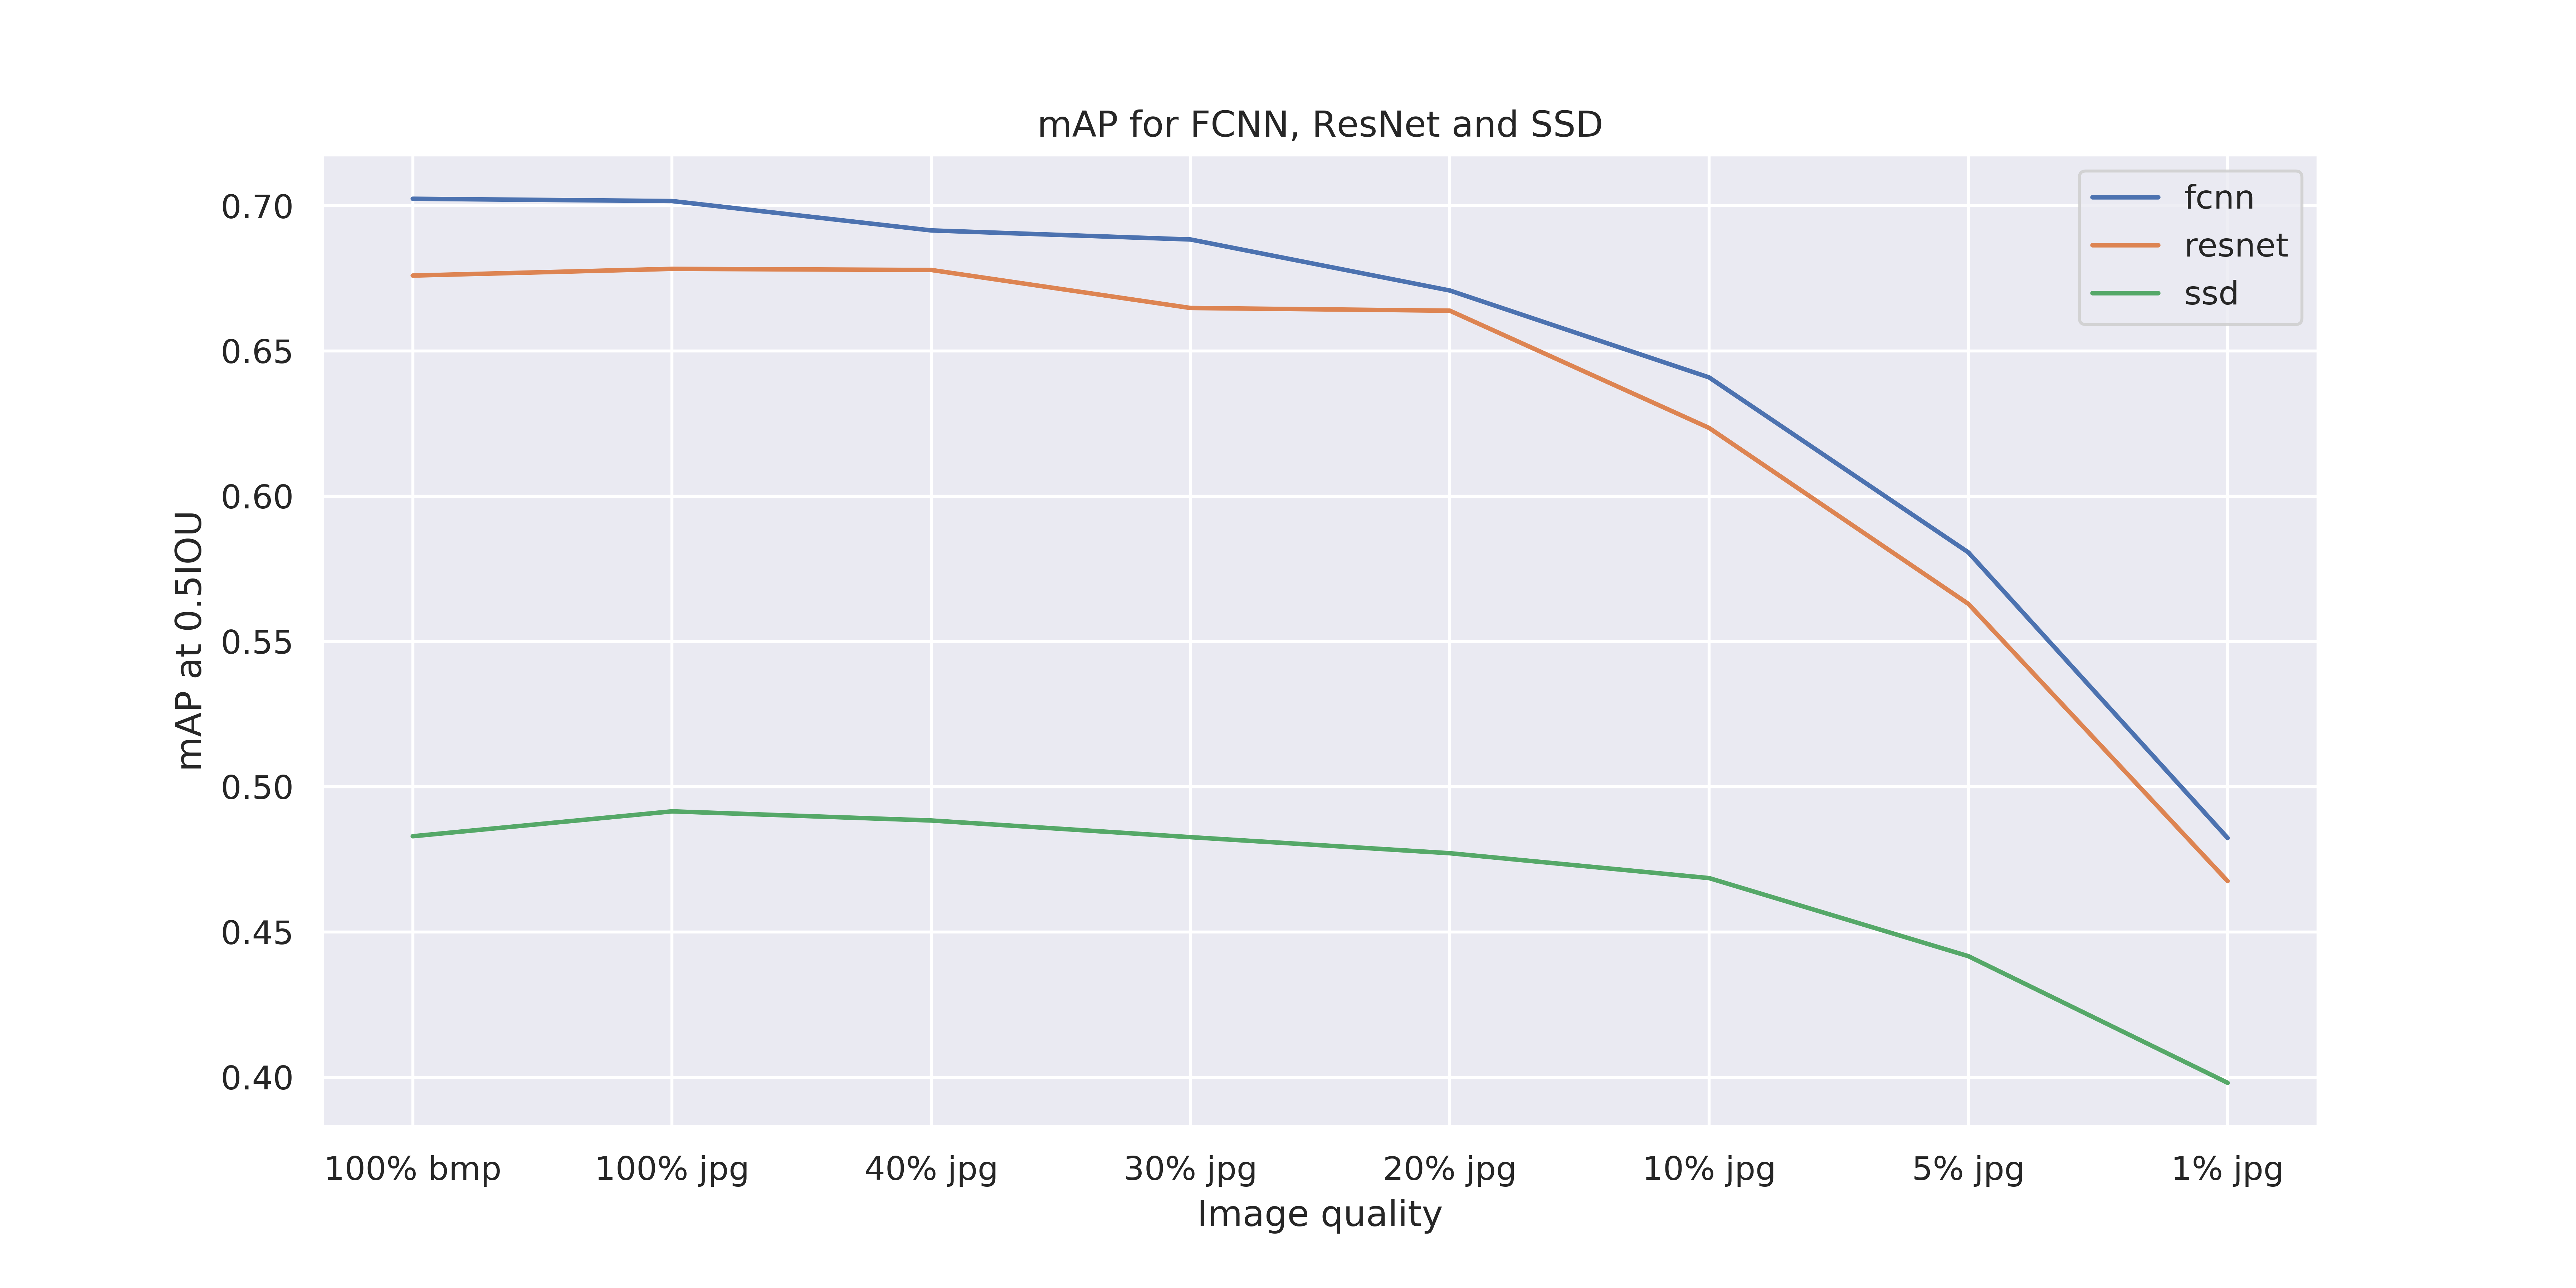 mAP for FCNN, ResNet and SSD
fcnn
resnet
ssd
mAP at 0.5IOU
0.70
0.65
0.60
0.55
0.50
0.45
0.40
100% bmp 100% jpg 40% jpg 30% jpg 20% jpg 10% jpg 5% jpg 1% jpg
Image quality